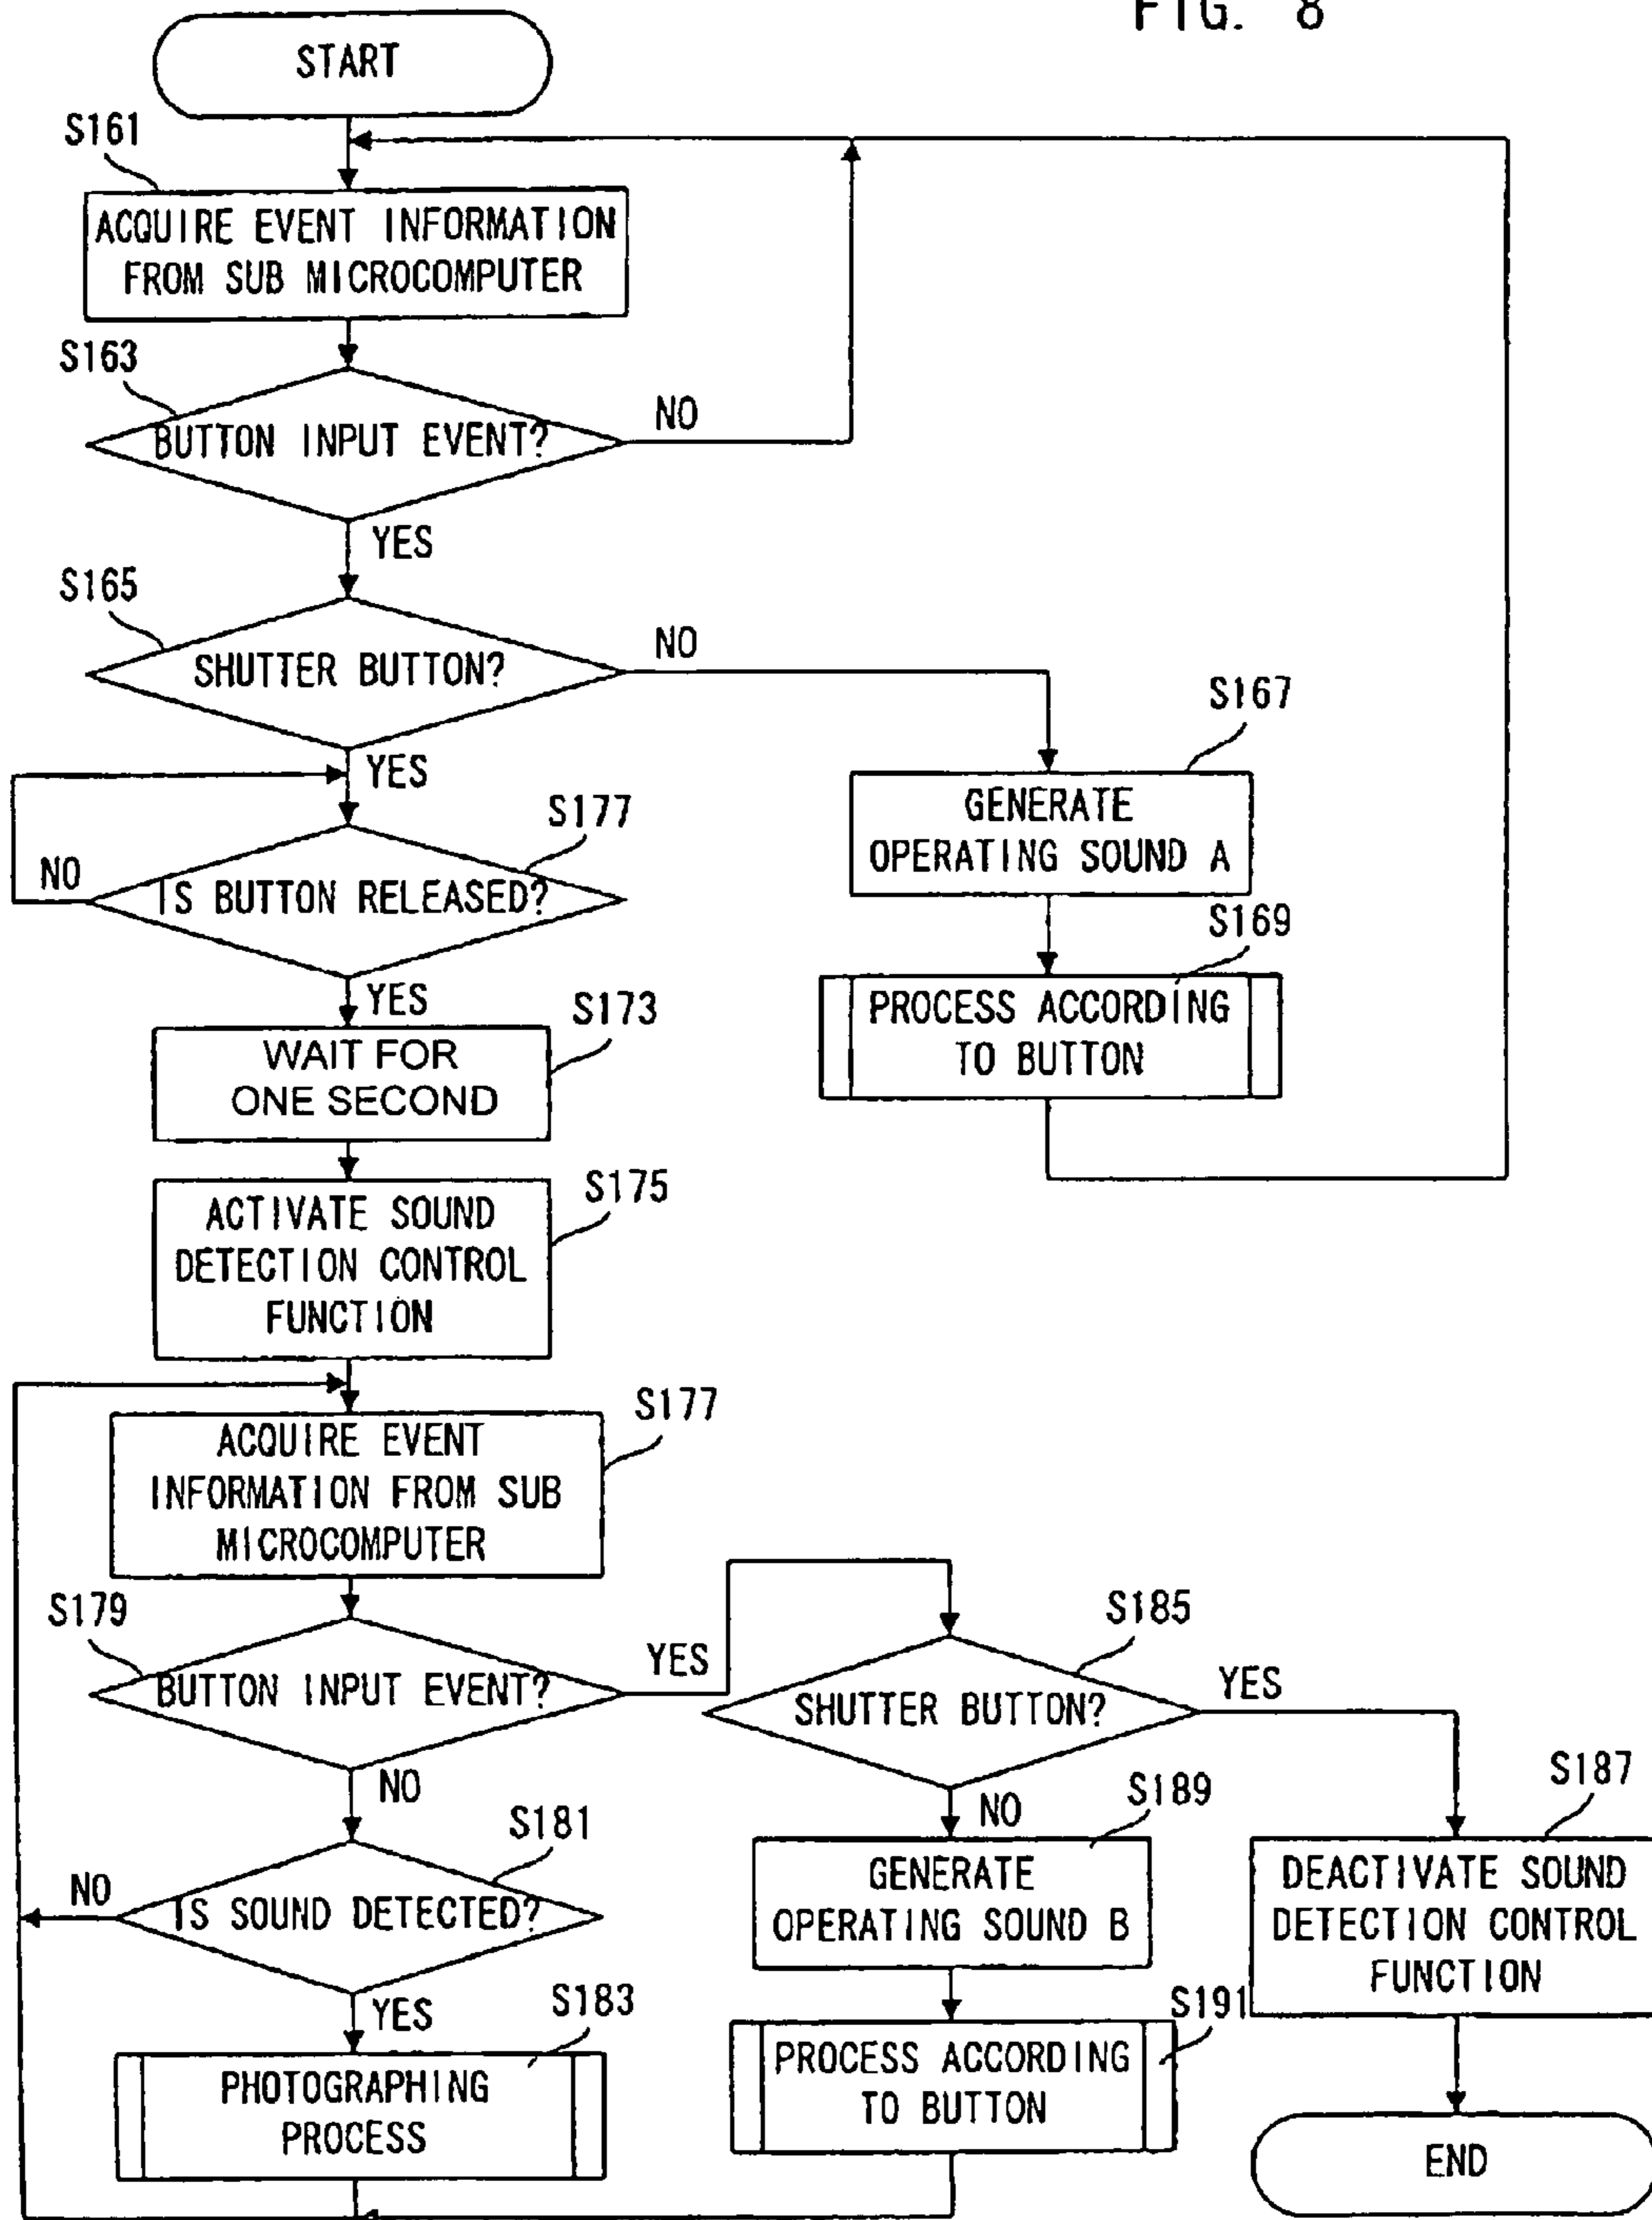 FIG. 8
START
S161
ACQUIRE EVENT INFORMATION
FROM SUB MICROCOMPUTER
S163
BUTTON INPUT EVENT?
NO
YES
S165
SHUTTER BUTTON?
NO
YES
S167
GENERATE
OPERATING SOUND A
S169
PROCESS ACCORDING
TO BUTTON
S177
IS BUTTON RELEASED?
NO
YES
S173
WAIT FOR
ONE SECOND
S175
ACTIVATE SOUND
DETECTION CONTROL
FUNCTION
S177
ACQUIRE EVENT
INFORMATION FROM SUB
MICROCOMPUTER
S179
BUTTON INPUT EVENT?
YES
NO
S185
SHUTTER BUTTON?
YES
NO
S181
IS SOUND DETECTED?
NO
YES
S183
PHOTOGRAPHING
PROCESS
S189
GENERATE
OPERATING SOUND B
S191
PROCESS ACCORDING
TO BUTTON
S187
DEACTIVATE SOUND
DETECTION CONTROL
FUNCTION
END